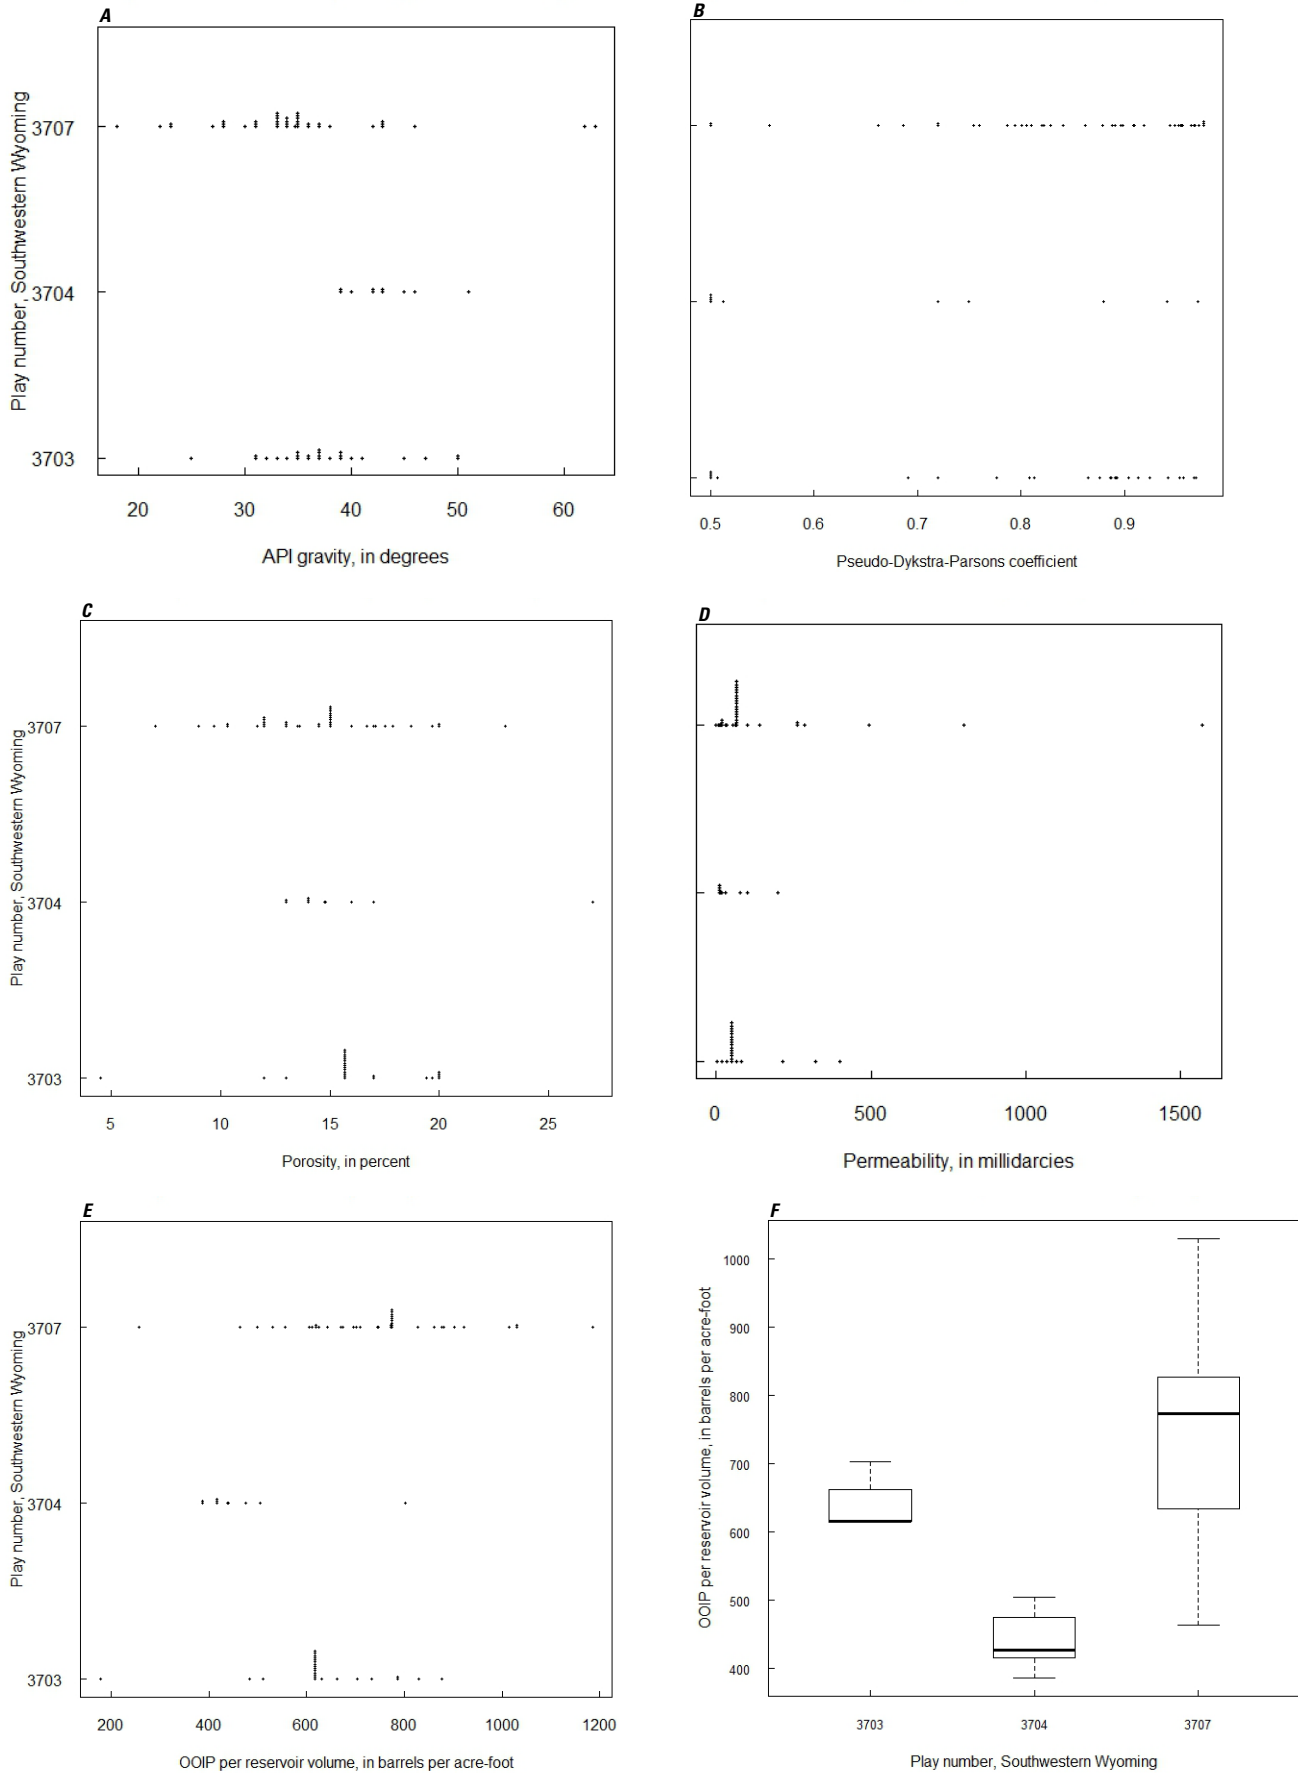 A
Play number, Southwestern Wyoming
3707
3704
3703
20 30 40 50 60
API gravity, in degrees
B
0.5 0.6 0.7 0.8 0.9
Pseudo-Dykstra-Parsons coefficient
C
Play number, Southwestern Wyoming
3707
3704
3703
5 10 15 20 25
Porosity, in percent
D
0 500 1000 1500
Permeability, in millidarcies
E
Play number, Southwestern Wyoming
3707
3704
3703
200 400 600 800 1000 1200
OOIP per reservoir volume, in barrels per acre-foot
F
OOIP per reservoir volume, in barrels per acre-foot
1000
900
800
700
600
500
400
3703 3704 3707
Play number, Southwestern Wyoming